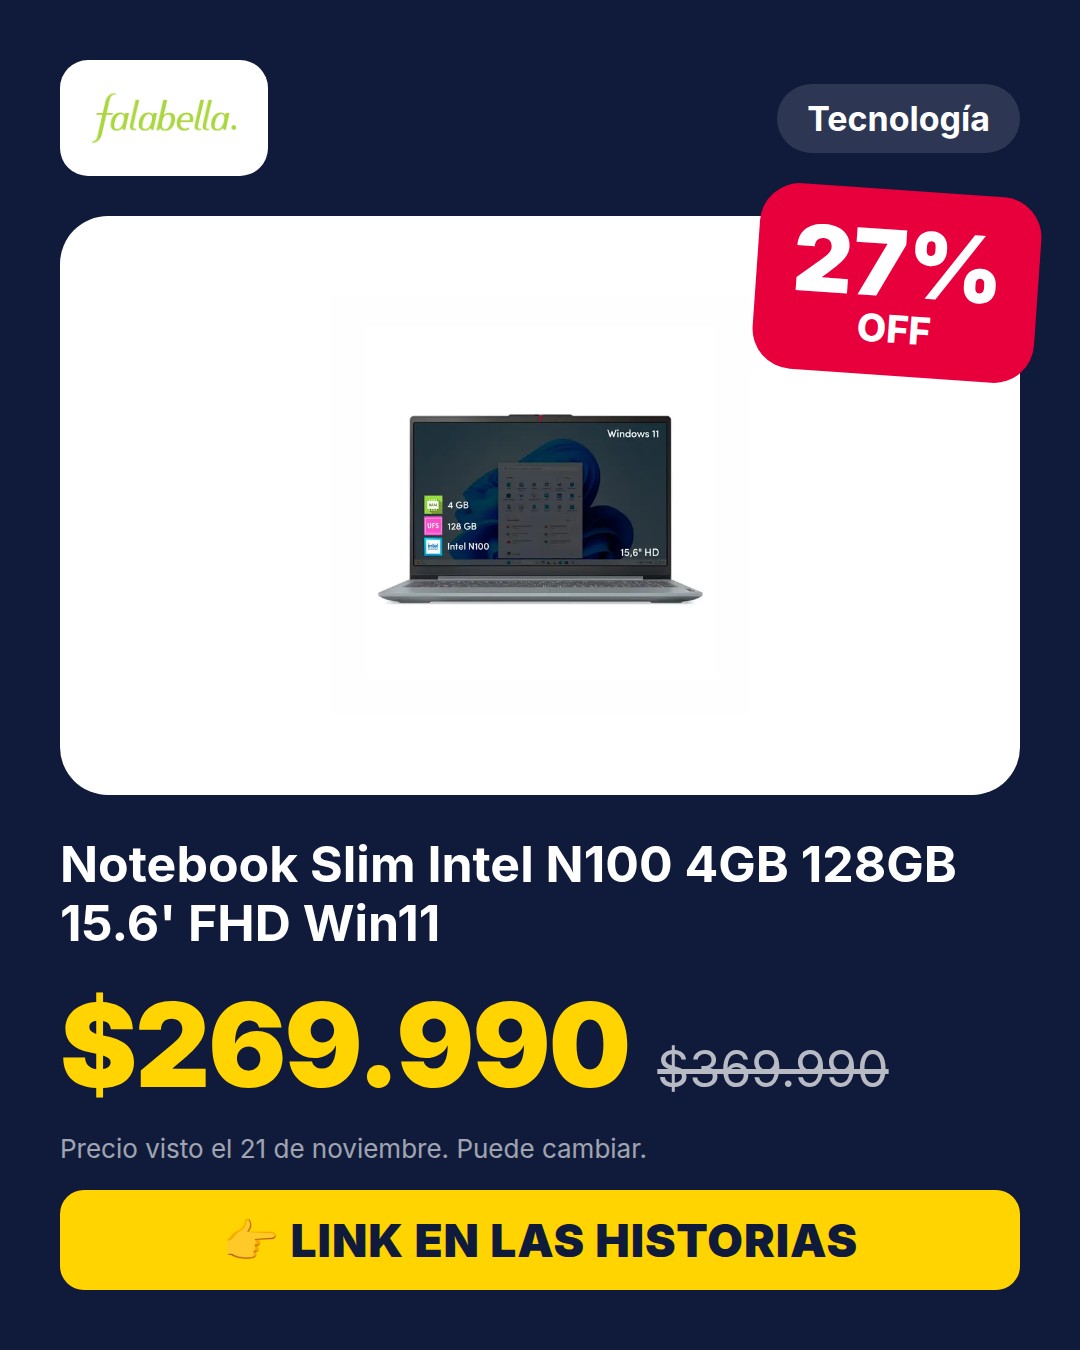 falabella.
Tecnología
27%
OFF
Windows 11
4 GB
UFS
128 GB
Intel N100
15,6" HD
Notebook Slim Intel N100 4GB 128GB
15.6' FHD Win11
$269.990
$369.990
Precio visto el 21 de noviembre. Puede cambiar.
👉 LINK EN LAS HISTORIAS